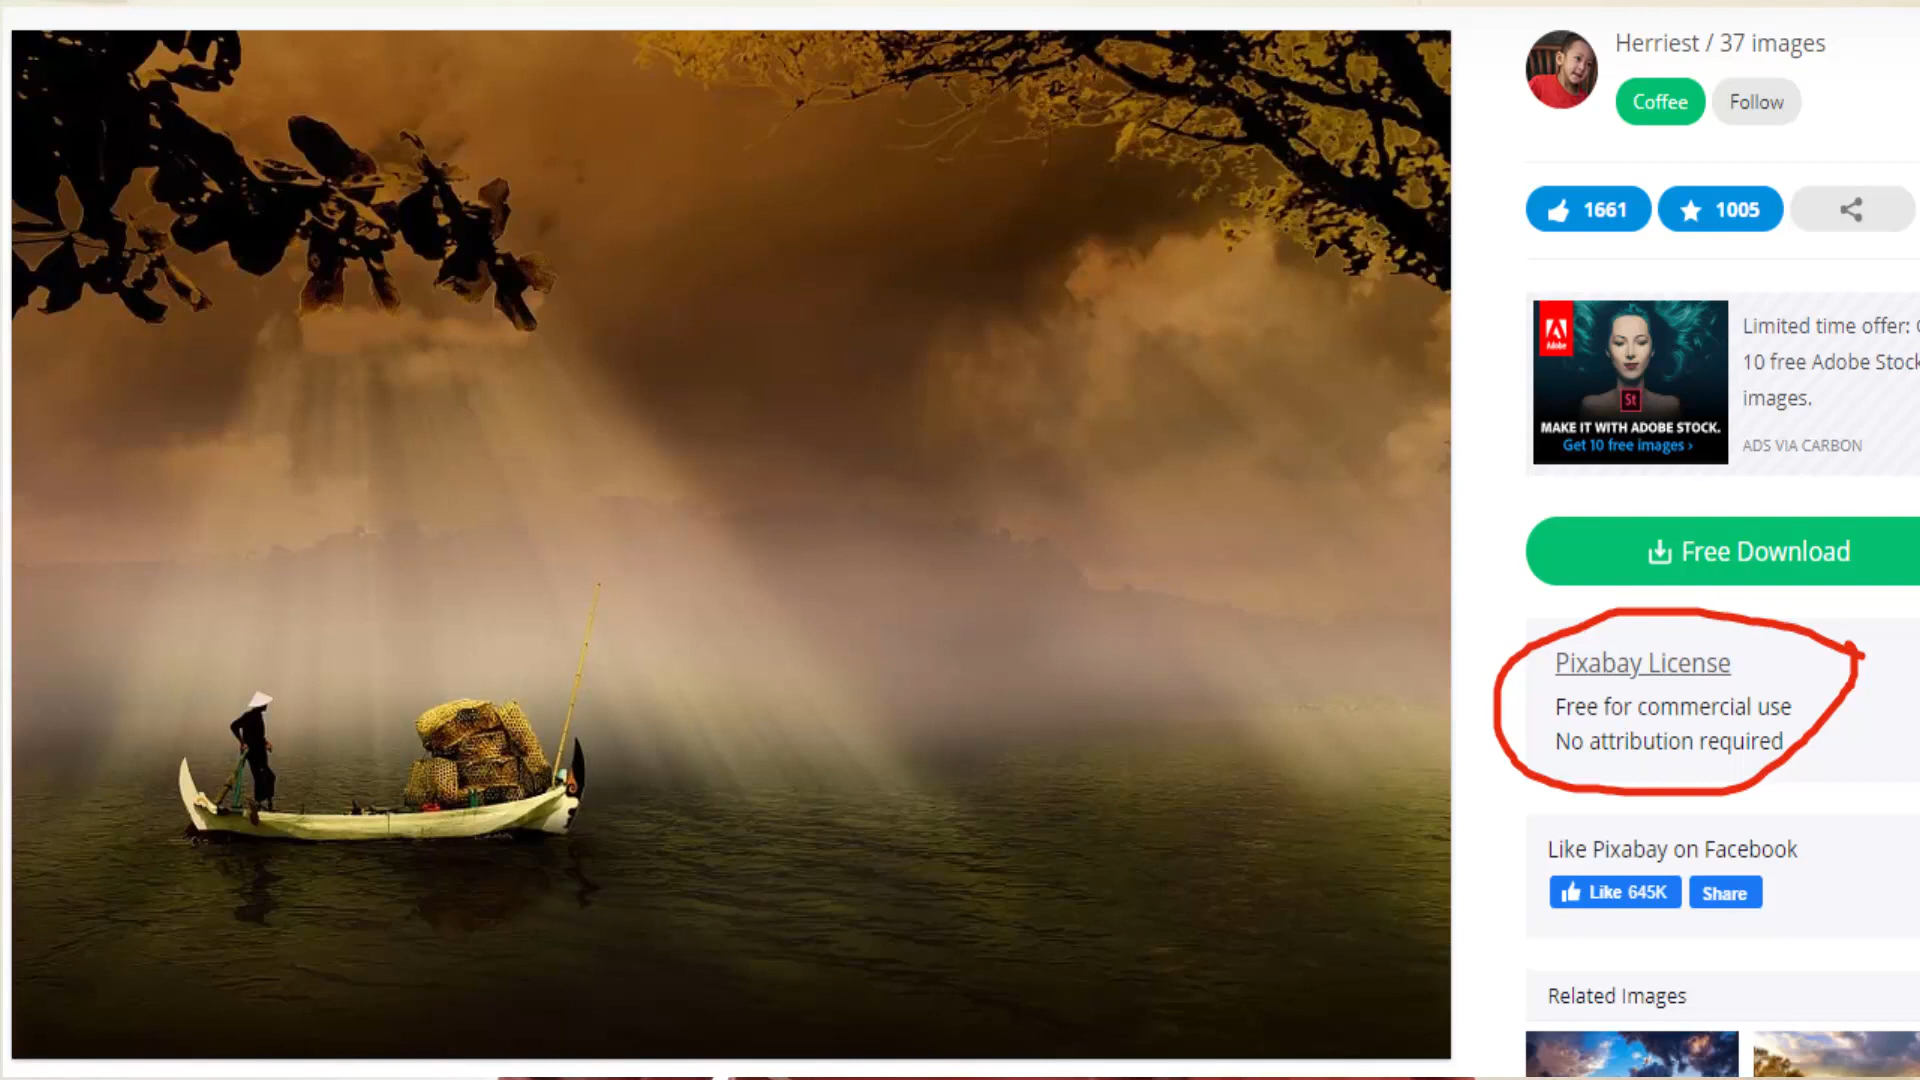 Herriest / 37 images
Coffee
Follow
1661
1005
Adobe
St
MAKE IT WITH ADOBE STOCK.
Get 10 free images ›
Limited time offer:
10 free Adobe Stock
images.
ADS VIA CARBON
Free Download
Pixabay License
Free for commercial use
No attribution required
Like Pixabay on Facebook
Like 645K
Share
Related Images